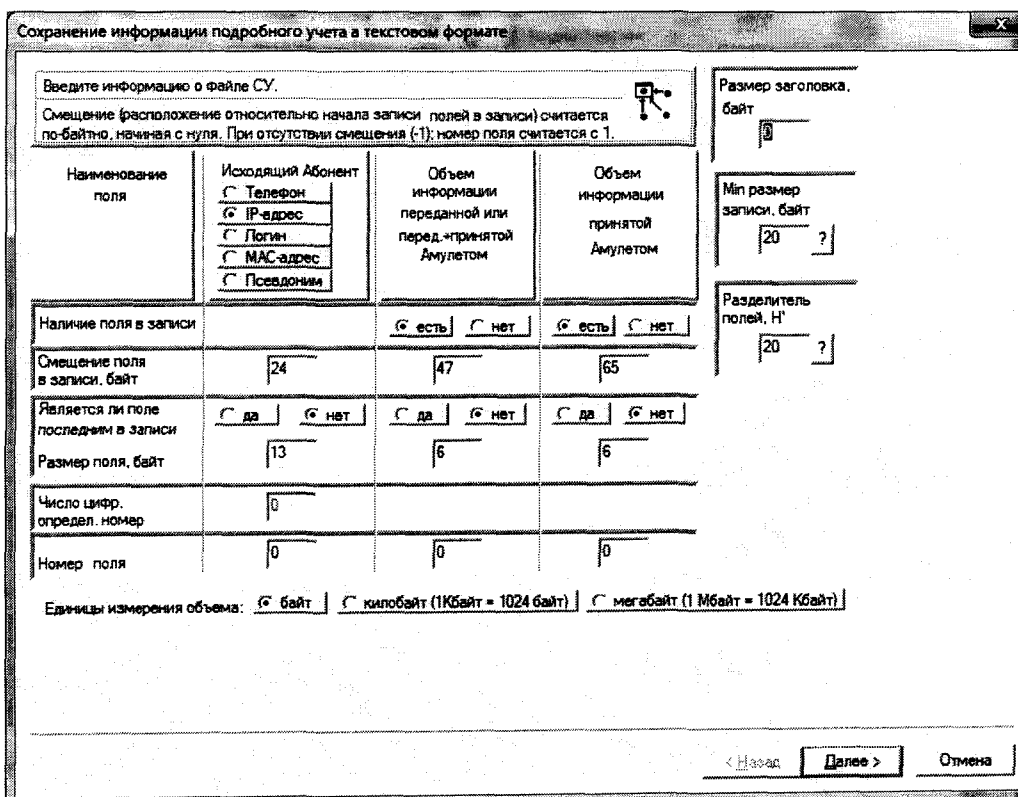 Сохранение информации подробного учета в текстовом формате
Введите информацию о файле СУ.
Смещение (расположение относительно начала записи полей в записи) считается
по-байтно, начиная с нуля. При отсутствии смещения (-1); номер поля считается с 1.
Размер заголовка,
байт
0
Min размер
записи, байт
20 ?
Разделитель
полей, H'
20 ?
Наименование
поля
Исходящий Абонент
Телефон
IP-адрес
Логин
MAC-адрес
Псевдоним
Объем
информации
переданной или
перед.+принятой
Амулетом
Объем
информации
принятой
Амулетом
Наличие поля в записи
есть нет есть нет
Смещение поля
в записи, байт
24 47 65
Является ли поле
последним в записи
да нет да нет да нет
Размер поля, байт
13 6 6
Число цифр.
определ. номер
0
Номер поля
0 0 0
Единицы измерения объема: байт килобайт (1Кбайт = 1024 байт) мегабайт (1 Мбайт = 1024 Кбайт)
< Назад Далее > Отмена